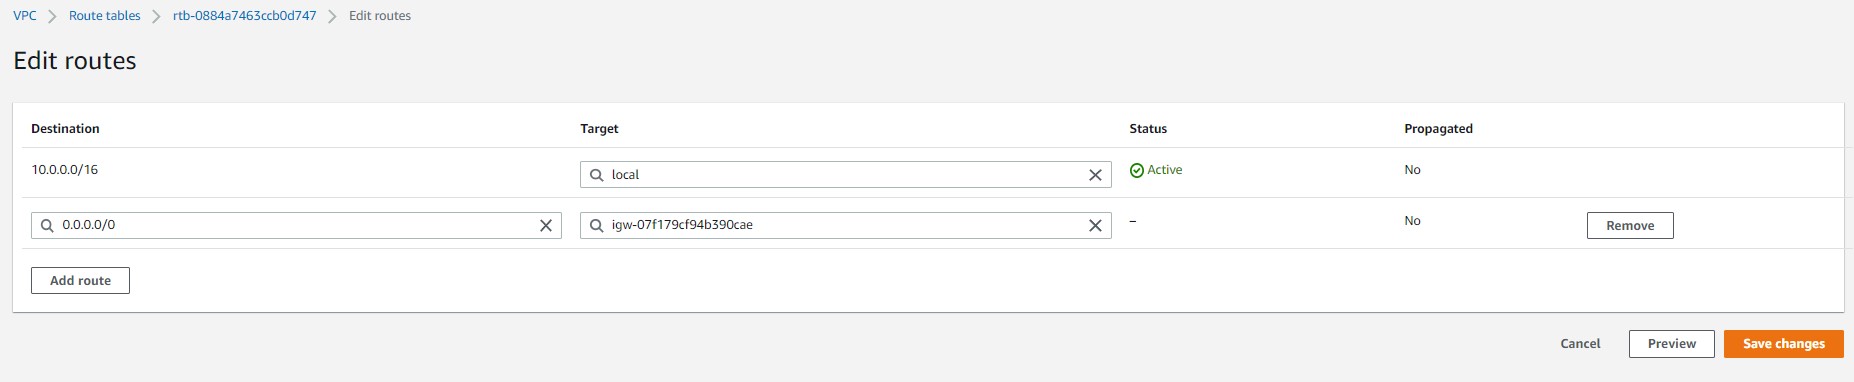 VPC Route tables rtb-0884a7463ccb0d747 Edit routes
Edit routes
Destination Target Status Propagated
10.0.0.0/16 local Active No
0.0.0.0/0 igw-07f179cf94b390cae – No Remove
Add route
Cancel Preview Save changes